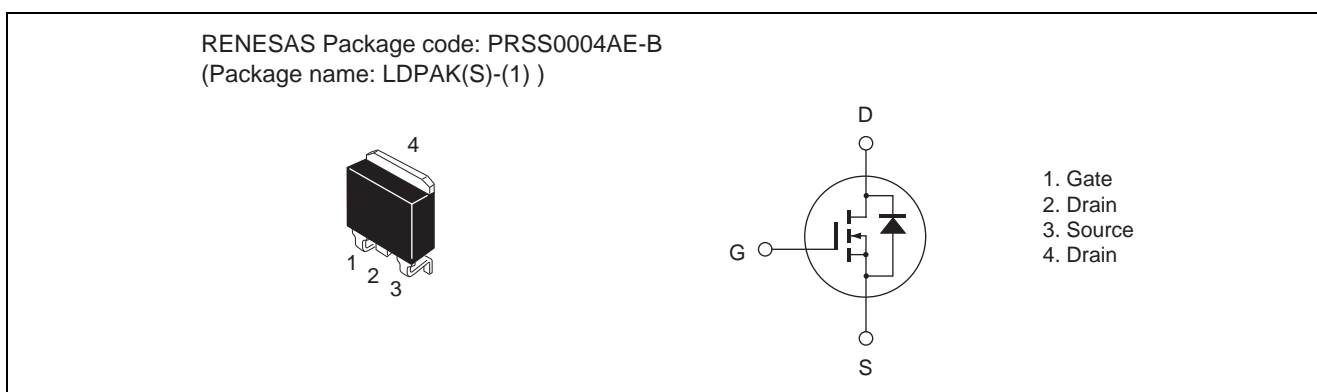 RENESAS Package code: PRSS0004AE-B
(Package name: LDPAK(S)-(1) )
4
1
2
3
D
G
S
1. Gate
2. Drain
3. Source
4. Drain